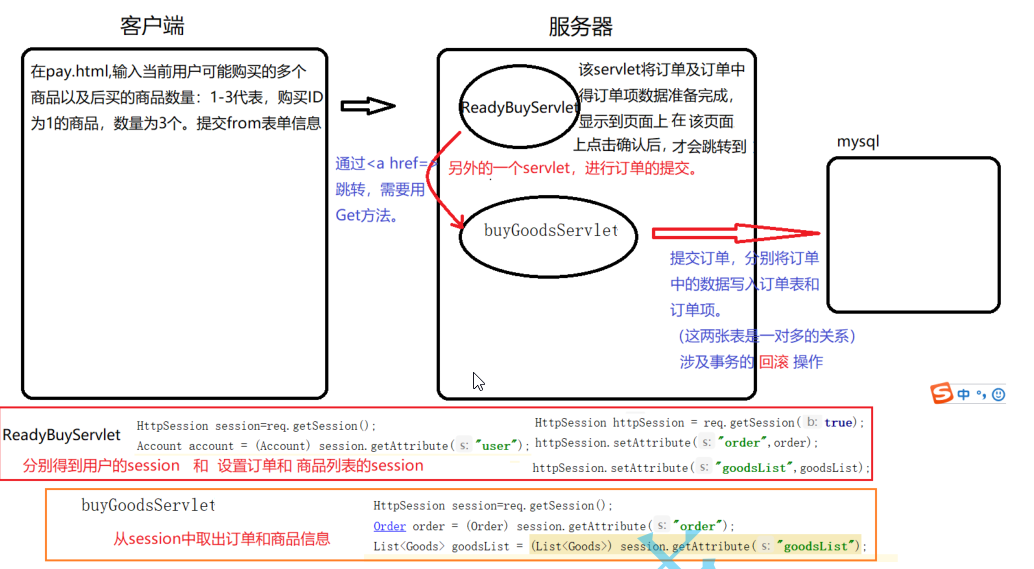 客户端
服务器
在pay.html,输入当前用户可能购买的多个
商品以及后买的商品数量：1-3代表，购买ID
为1的商品，数量为3个。提交from表单信息
ReadyBuyServlet
该servlet将订单及订单中
得订单项数据准备完成，
显示到页面上 在该页面
上点击确认后，才会跳转到
另外的一个servlet，进行订单的提交。
通过<a href=>
跳转，需要用
Get方法。
buyGoodsServlet
mysql
提交订单，分别将订单
中的数据写入订单表和
订单项。
（这两张表是一对多的关系）
涉及事务的 回滚 操作
S中°,
ReadyBuyServlet
HttpSession session=req.getSession();
Account account = (Account) session.getAttribute( s: "user");
HttpSession httpSession = req.getSession( b: true);
httpSession.setAttribute( s: "order",order);
httpSession.setAttribute( s: "goodsList",goodsList);
分别得到用户的session 和 设置订单和 商品列表的session
buyGoodsServlet
从session中取出订单和商品信息
HttpSession session=req.getSession();
Order order = (Order) session.getAttribute( s: "order");
List<Goods> goodsList = (List<Goods>) session.getAttribute( s: "goodsList");